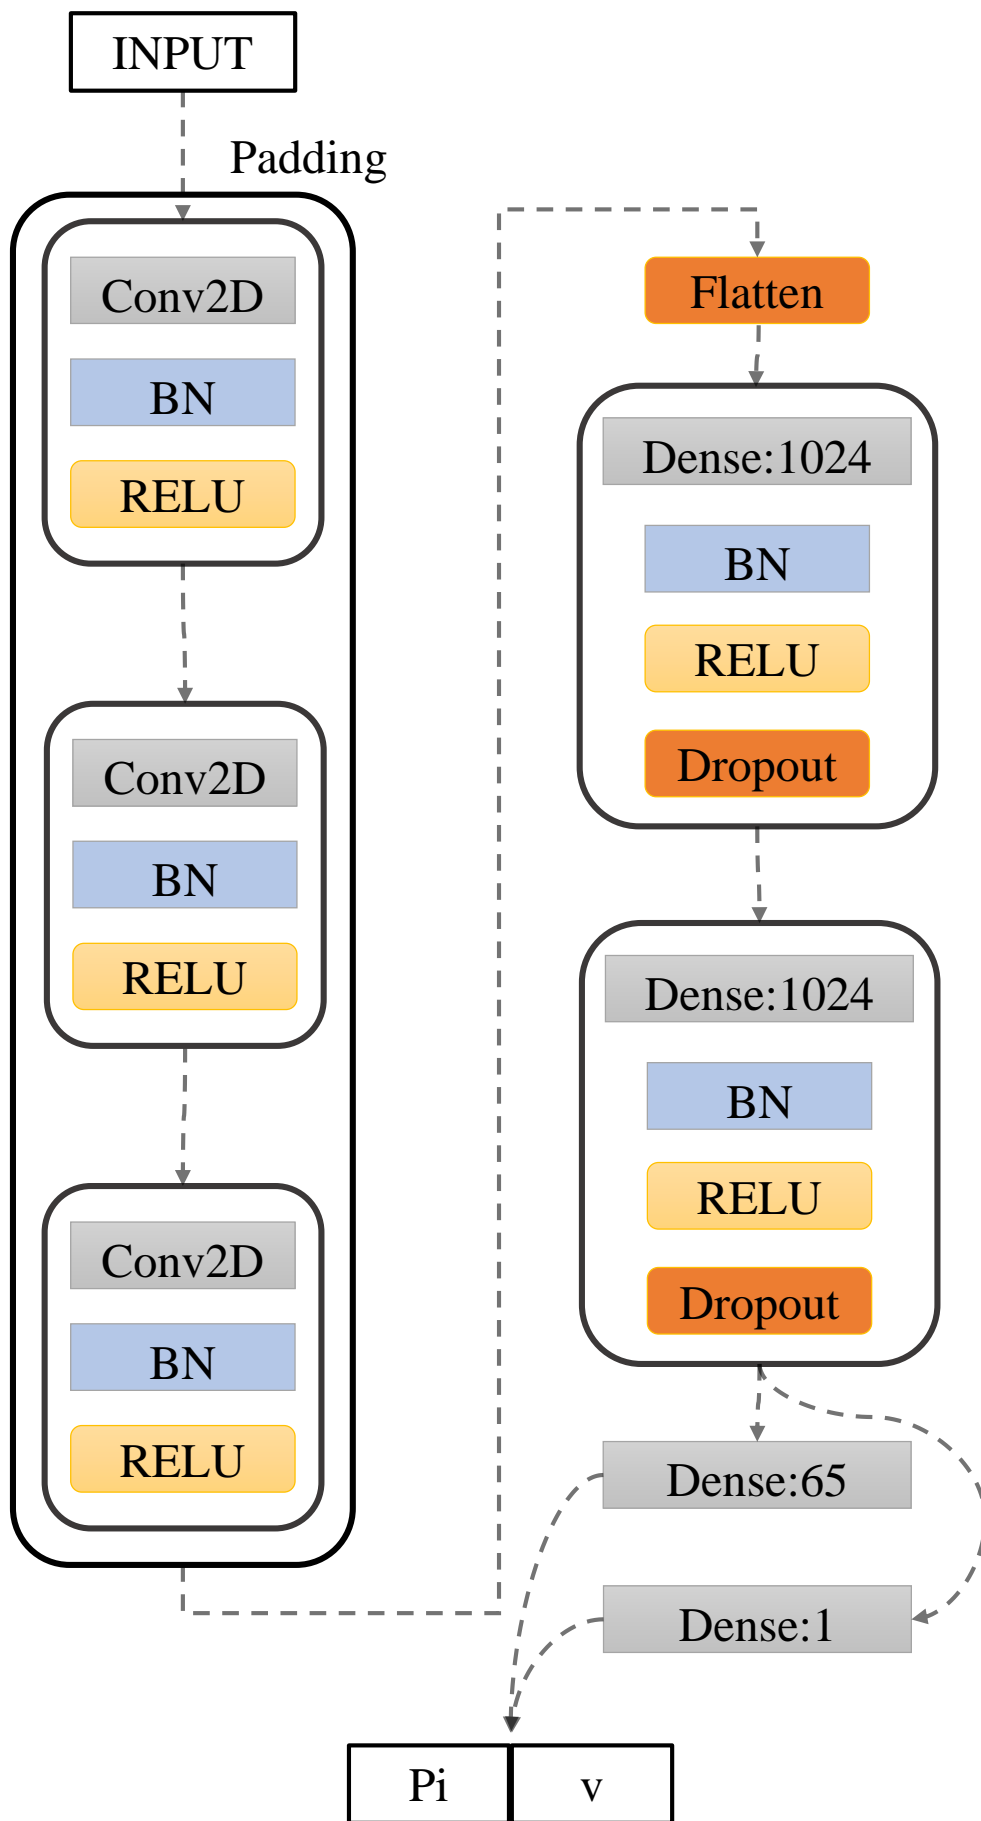 INPUT
Padding
Conv2D
BN
RELU
Conv2D
BN
RELU
Conv2D
BN
RELU
Flatten
Dense:1024
BN
RELU
Dropout
Dense:1024
BN
RELU
Dropout
Dense:65
Dense:1
Pi v